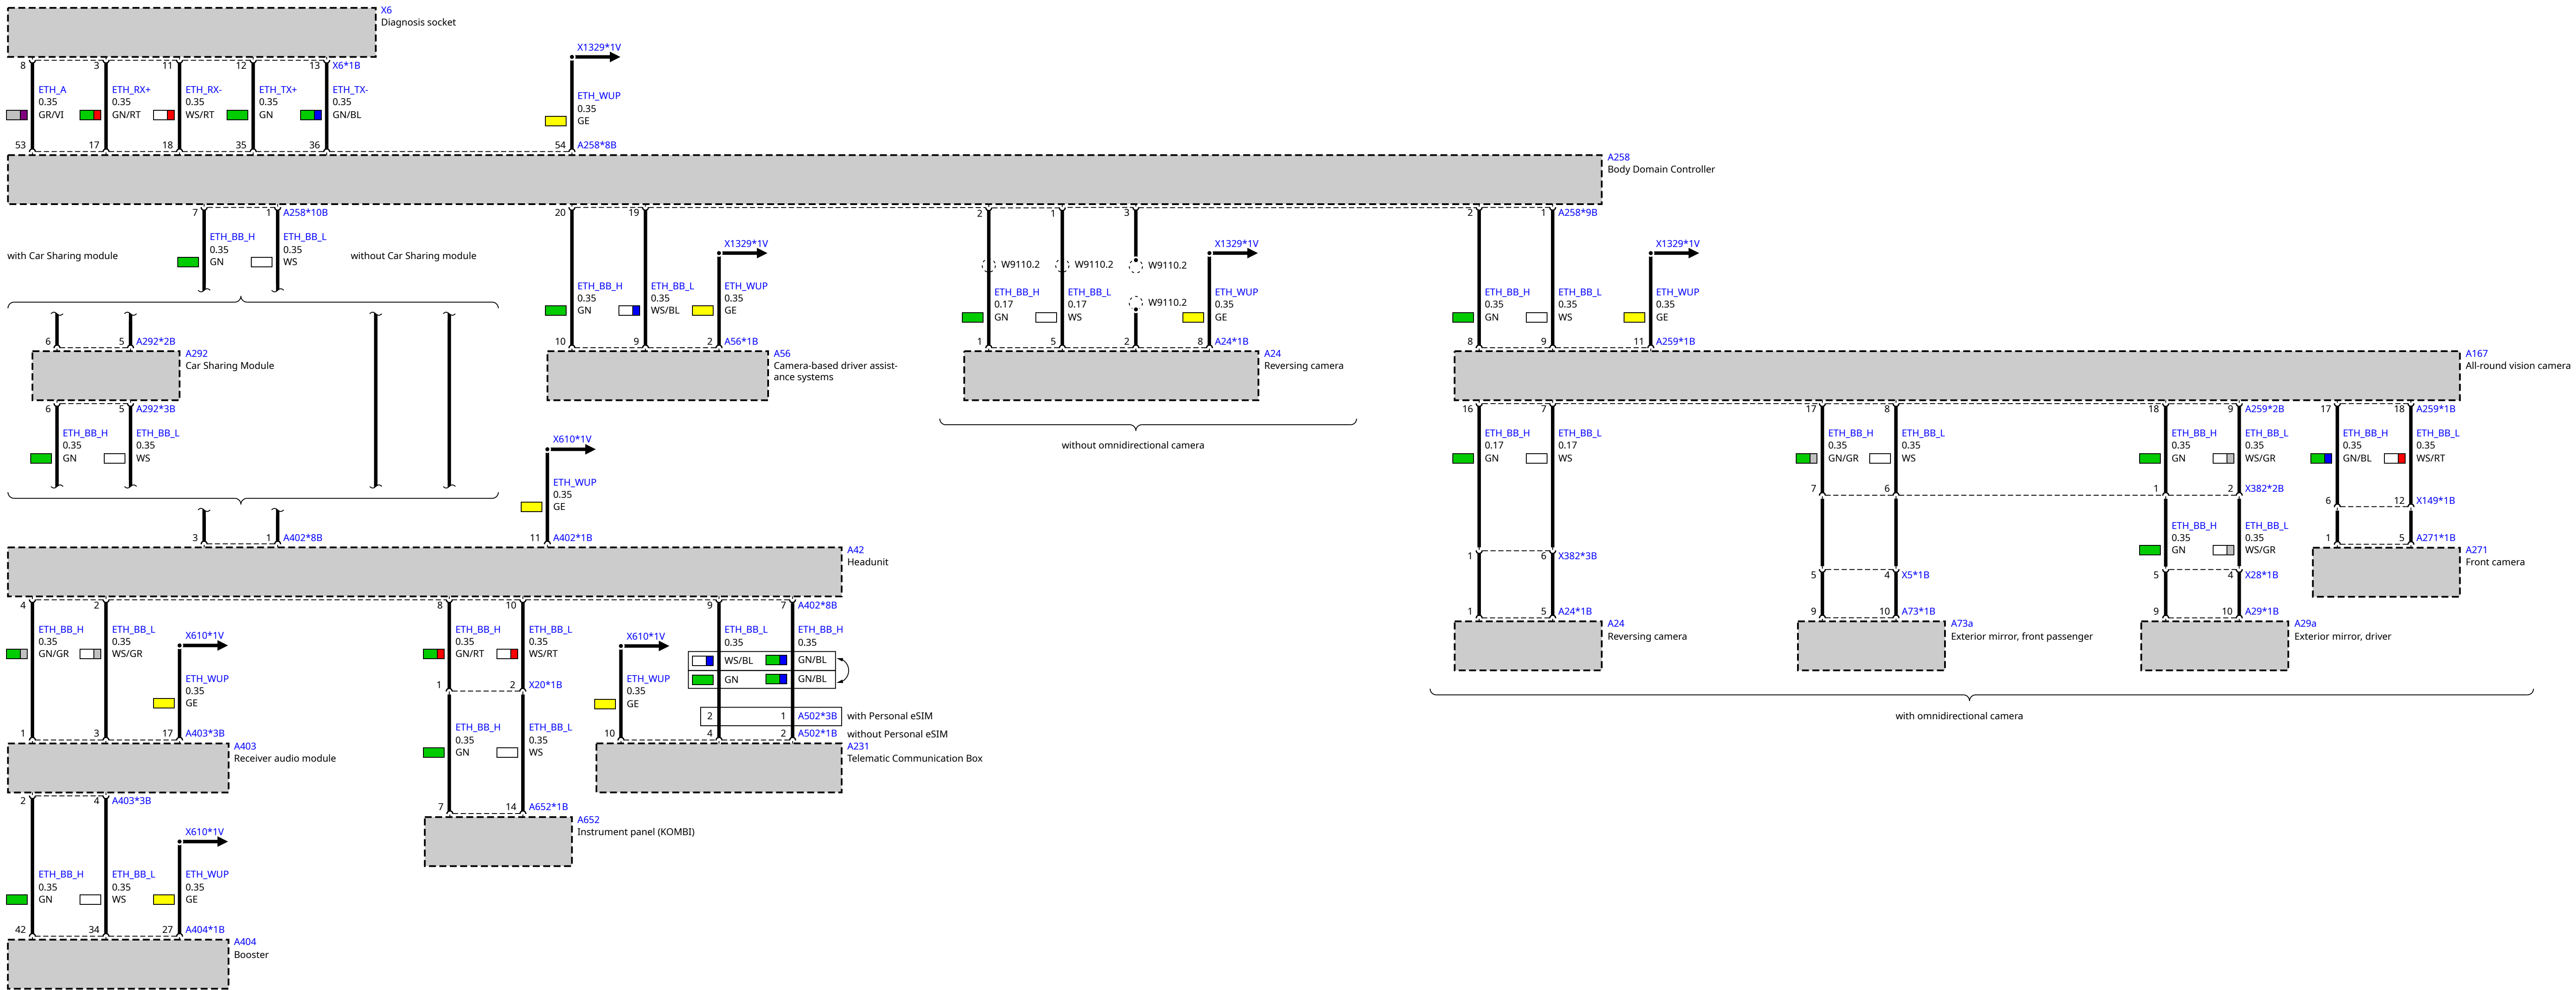 X6
Diagnosis socket
8 3 11 12 13 X6*1B
X1329*1V
ETH_A ETH_RX+ ETH_RX- ETH_TX+ ETH_TX- ETH_WUP
0.35 0.35 0.35 0.35 0.35 0.35
GR/VI GN/RT WS/RT GN GN/BL GE
53 17 18 35 36 54 A258*8B
A258
Body Domain Controller
7 1 A258*10B 20 19 2 1 3 2 1 A258*9B
ETH_BB_H ETH_BB_L X1329*1V X1329*1V X1329*1V
0.35 0.35
with Car Sharing module GN WS without Car Sharing module
W9110.2 W9110.2 W9110.2
ETH_BB_H ETH_BB_L ETH_WUP ETH_BB_H ETH_BB_L W9110.2 ETH_WUP ETH_BB_H ETH_BB_L ETH_WUP
0.35 0.35 0.35 0.17 0.17 0.35 0.35 0.35 0.35
GN WS/BL GE GN WS GE GN WS GE
6 5 A292*2B 10 9 2 A56*1B 1 5 2 8 A24*1B 8 9 11 A259*1B
A292 A56 A24 A167
Car Sharing Module Camera-based driver assist- Reversing camera All-round vision camera
ance systems
6 5 A292*3B 16 7 17 8 18 9 A259*2B 17 18 A259*1B
ETH_BB_H ETH_BB_L X610*1V ETH_BB_H ETH_BB_L ETH_BB_H ETH_BB_L ETH_BB_H ETH_BB_L ETH_BB_H ETH_BB_L
0.35 0.35 without omnidirectional camera 0.17 0.17 0.35 0.35 0.35 0.35 0.35 0.35
GN WS GN WS GN/GR WS GN WS/GR GN/BL WS/RT
ETH_WUP 7 6 1 2 X382*2B
0.35 6 12 X149*1B
GE
ETH_BB_H ETH_BB_L
0.35 0.35
3 1 A402*8B 11 A402*1B 1 5 A271*1B
A42 GN WS/GR A271
Headunit 1 6 X382*3B Front camera
5 4 X5*1B 5 4 X28*1B
4 2 8 10 9 7 A402*8B 1 5 A24*1B 9 10 A73*1B 9 10 A29*1B
A24 A73a A29a
Reversing camera Exterior mirror, front passenger Exterior mirror, driver
ETH_BB_H ETH_BB_L X610*1V ETH_BB_H ETH_BB_L X610*1V ETH_BB_L ETH_BB_H
0.35 0.35 0.35 0.35 0.35 0.35
GN/GR WS/GR GN/RT WS/RT WS/BL GN/BL
ETH_WUP ETH_WUP GN GN/BL
0.35 1 2 X20*1B 0.35
GE GE
2 1 A502*3B with Personal eSIM
with omnidirectional camera
ETH_BB_H ETH_BB_L
1 3 17 A403*3B 10 4 2 A502*1B without Personal eSIM
0.35 0.35
A403 A231
GN WS
Receiver audio module Telematic Communication Box
2 4 A403*3B 7 14 A652*1B
A652
X610*1V Instrument panel (KOMBI)
ETH_BB_H ETH_BB_L ETH_WUP
0.35 0.35 0.35
GN WS GE
42 34 27 A404*1B
A404
Booster